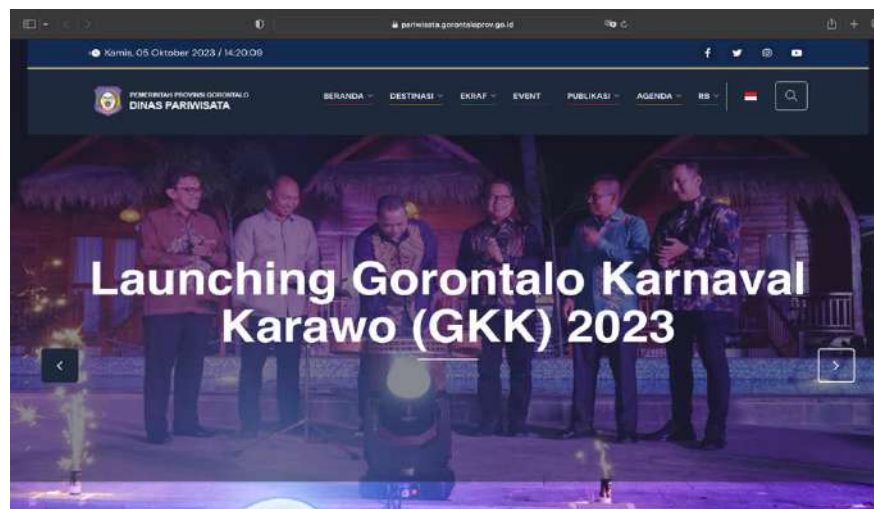 pariwisata.gorontaloprov.go.id
Kamis, 05 Oktober 2023 / 14:20:09
PEMERINTAH PROVINSI GORONTALO
DINAS PARIWISATA
BERANDA DESTINASI EKRAF EVENT PUBLIKASI AGENDA RB
Launching Gorontalo Karnaval
Karawo (GKK) 2023